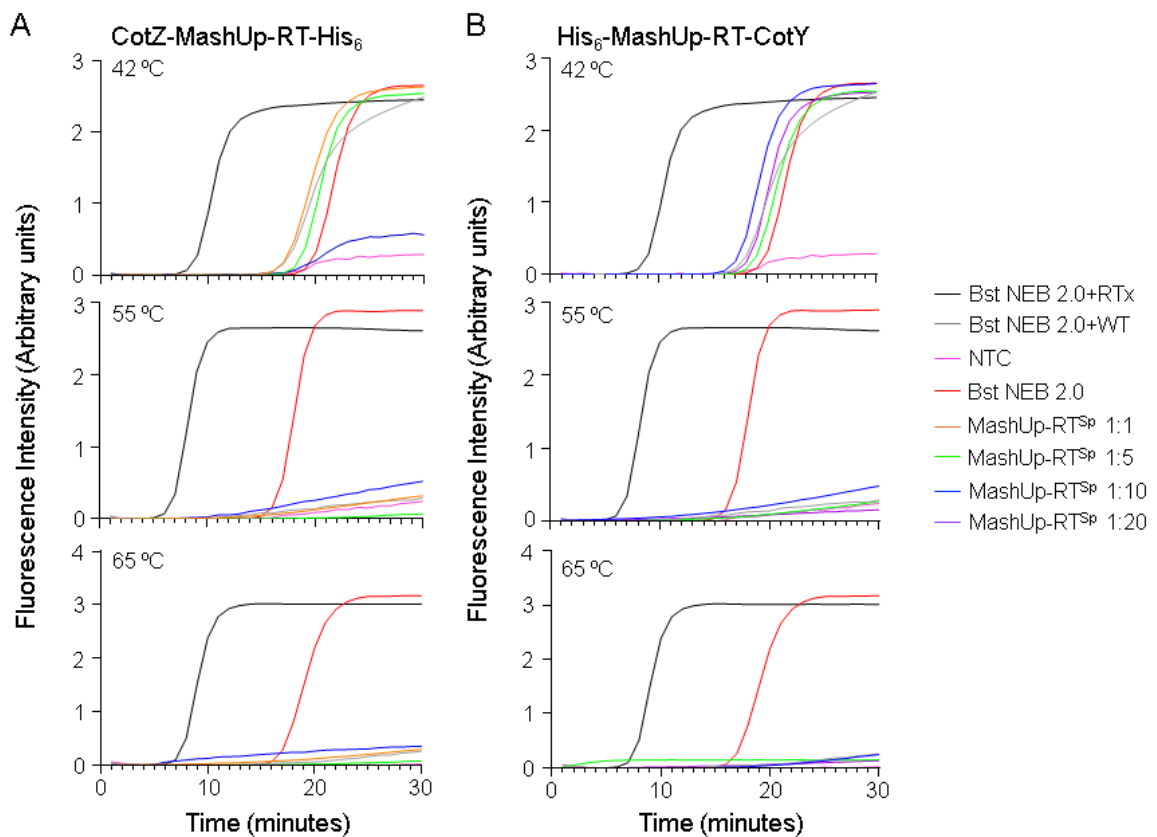 A
CotZ-MashUp-RT-His6
B
His6-MashUp-RT-CotY
42 ºC
3
2
1
0
42 ºC
3
2
1
0
55 ºC
3
2
1
0
55 ºC
3
2
1
0
65 ºC
4
3
2
1
0
0
10
20
30
65 ºC
4
3
2
1
0
0
10
20
30
Fluorescence Intensity (Arbitrary units)
Fluorescence Intensity (Arbitrary units)
Time (minutes)
Time (minutes)
Bst NEB 2.0+RTx
Bst NEB 2.0+WT
NTC
Bst NEB 2.0
MashUp-RTSp 1:1
MashUp-RTSp 1:5
MashUp-RTSp 1:10
MashUp-RTSp 1:20